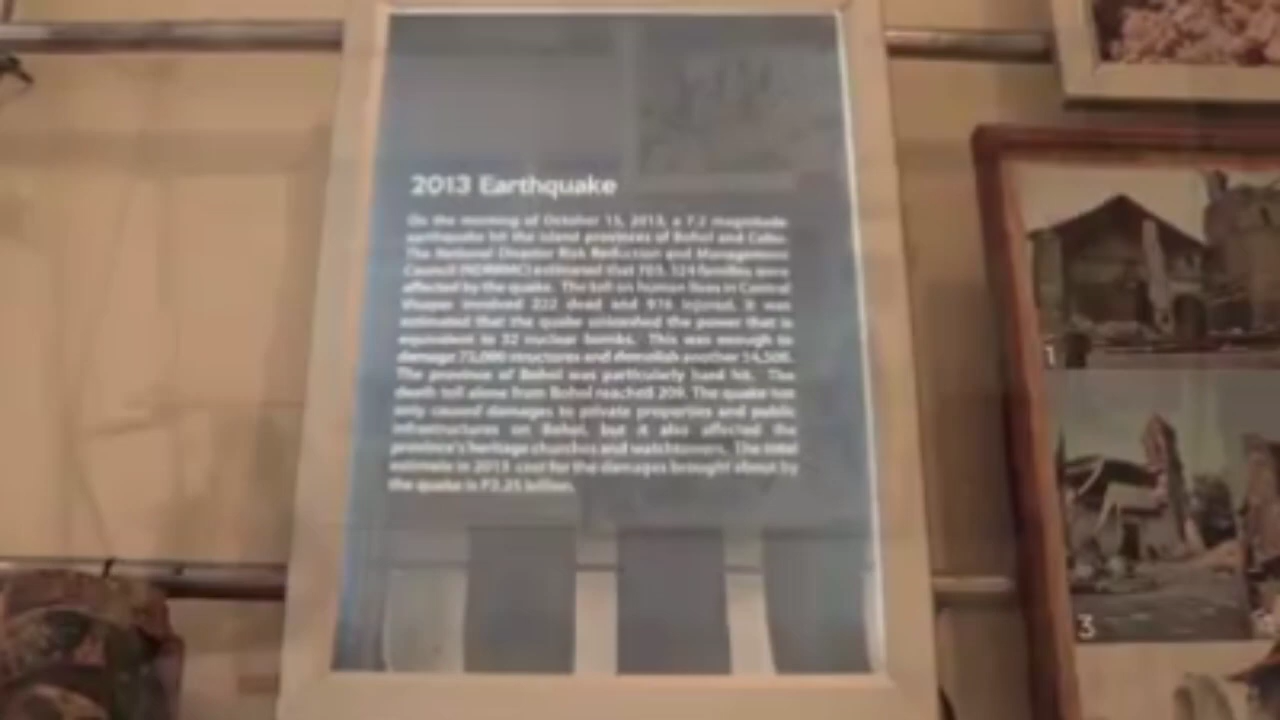 2013 Earthquake
On the morning of October 15, 2013, a 7.2 magnitude
earthquake hit the island provinces of Bohol and Cebu.
The National Disaster Risk Reduction and Management
Council (NDRRMC) estimated that families were
affected by the quake. The toll on human lives in Central
Visayas involved 222 dead and 976 injured. It was
estimated that the quake unleashed the power that is
equivalent to 32 nuclear bombs. This was enough to
damage 73,000 structures and demolish another
The province of Bohol was particularly hard hit. The
death toll alone from Bohol reached 209. The quake not
only caused damages to private properties and public
infrastructures on Bohol, but it also affected the
province's heritage churches and watchtowers. The total
estimate in cost for the damages brought about by
the quake is billion.
1
3